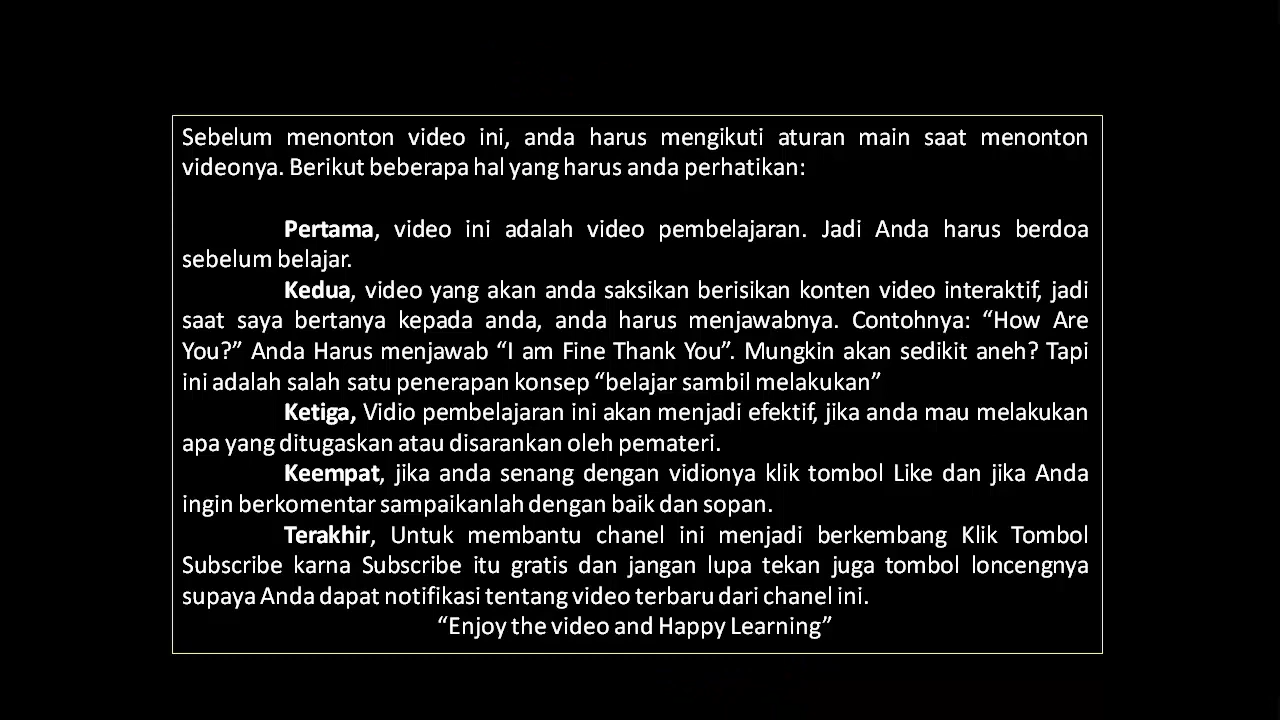 Sebelum menonton video ini, anda harus mengikuti aturan main saat menonton
videonya. Berikut beberapa hal yang harus anda perhatikan:
Pertama, video ini adalah video pembelajaran. Jadi Anda harus berdoa
sebelum belajar.
Kedua, video yang akan anda saksikan berisikan konten video interaktif, jadi
saat saya bertanya kepada anda, anda harus menjawabnya. Contohnya: “How Are
You?” Anda Harus menjawab “I am Fine Thank You”. Mungkin akan sedikit aneh? Tapi
ini adalah salah satu penerapan konsep “belajar sambil melakukan”
Ketiga, Vidio pembelajaran ini akan menjadi efektif, jika anda mau melakukan
apa yang ditugaskan atau disarankan oleh pemateri.
Keempat, jika anda senang dengan vidionya klik tombol Like dan jika Anda
ingin berkomentar sampaikanlah dengan baik dan sopan.
Terakhir, Untuk membantu chanel ini menjadi berkembang Klik Tombol
Subscribe karna Subscribe itu gratis dan jangan lupa tekan juga tombol loncengnya
supaya Anda dapat notifikasi tentang video terbaru dari chanel ini.
“Enjoy the video and Happy Learning”